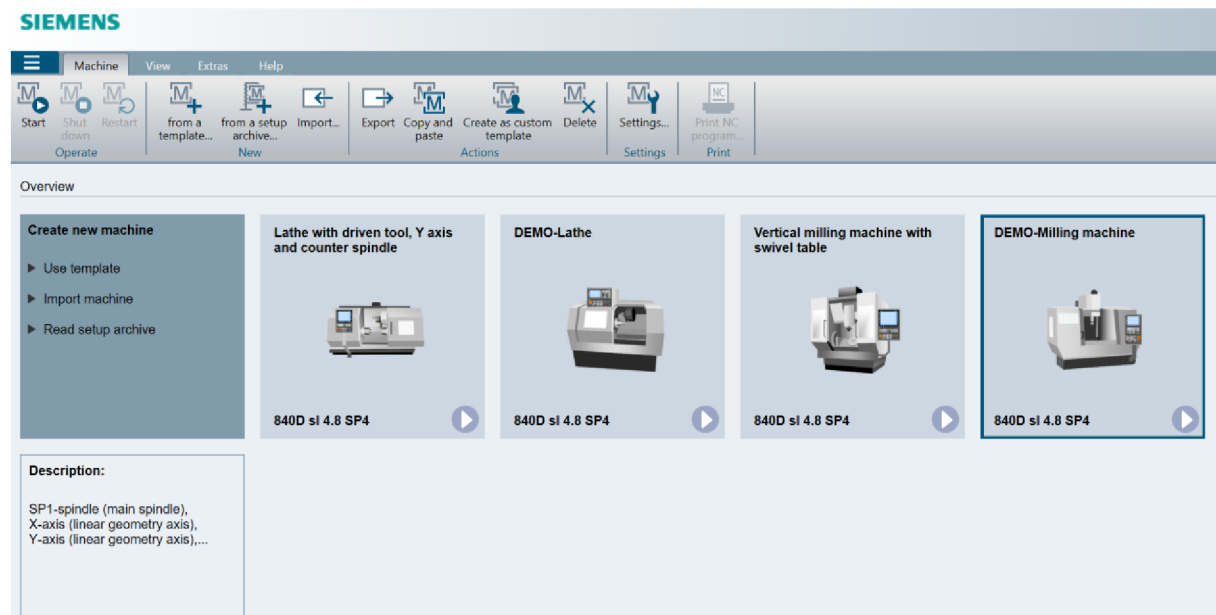 SIEMENS
Machine View Extras Help
Start
Shut down
Restart
Operate
from a template...
from a setup archive...
Import...
New
Export
Copy and paste
Create as custom template
Delete
Actions
Settings...
Settings
NC
Print NC program...
Print
Overview
Create new machine
Use template
Import machine
Read setup archive
Lathe with driven tool, Y axis
and counter spindle
840D sl 4.8 SP4
DEMO-Lathe
840D sl 4.8 SP4
Vertical milling machine with
swivel table
840D sl 4.8 SP4
DEMO-Milling machine
840D sl 4.8 SP4
Description:
SP1-spindle (main spindle),
X-axis (linear geometry axis),
Y-axis (linear geometry axis),...